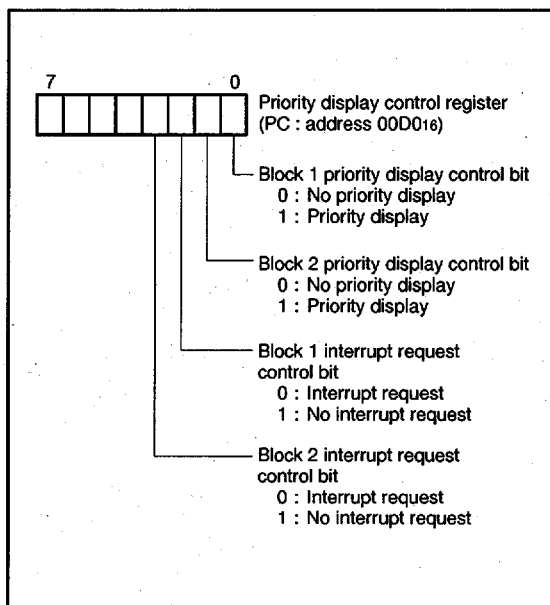 7 0
Priority display control register
(PC : address 00D016)
Block 1 priority display control bit
0 : No priority display
1 : Priority display
Block 2 priority display control bit
0 : No priority display
1 : Priority display
Block 1 interrupt request
control bit
0 : Interrupt request
1 : No interrupt request
Block 2 interrupt request
control bit
0 : Interrupt request
1 : No interrupt request